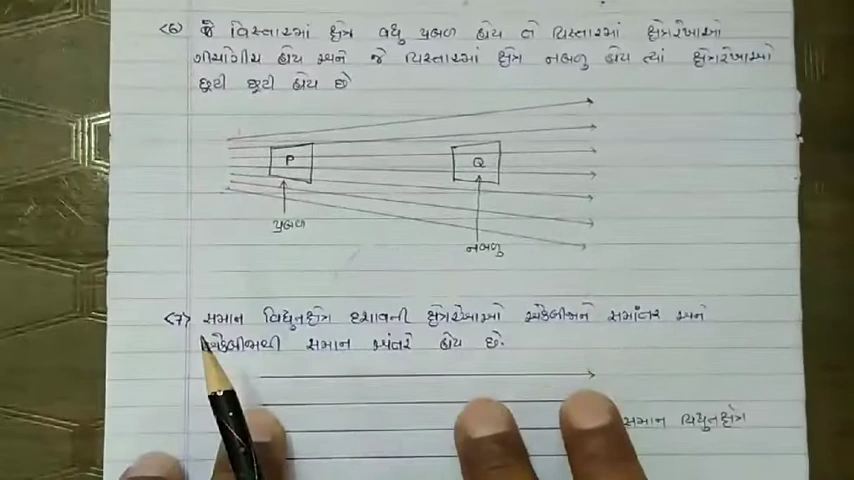 <6> જે વિસ્તારમાં ક્ષેત્ર વધુ પ્રબળ હોય તે વિસ્તારમાં ક્ષેત્રરેખાઓ
ગીચોગીચ હોય અને જે વિસ્તારમાં ક્ષેત્ર નબળુ હોય ત્યાં ક્ષેત્રરેખાઓ
છૂટી છૂટી હોય છે
P
Q
પ્રબળ
નબળુ
<7> સમાન વિદ્યુતક્ષેત્ર દર્શાવતી ક્ષેત્રરેખાઓ એકબીજાને સમાંતર અને
એકબીજાથી સમાન અંતરે હોય છે.
સમાન વિદ્યુતક્ષેત્ર